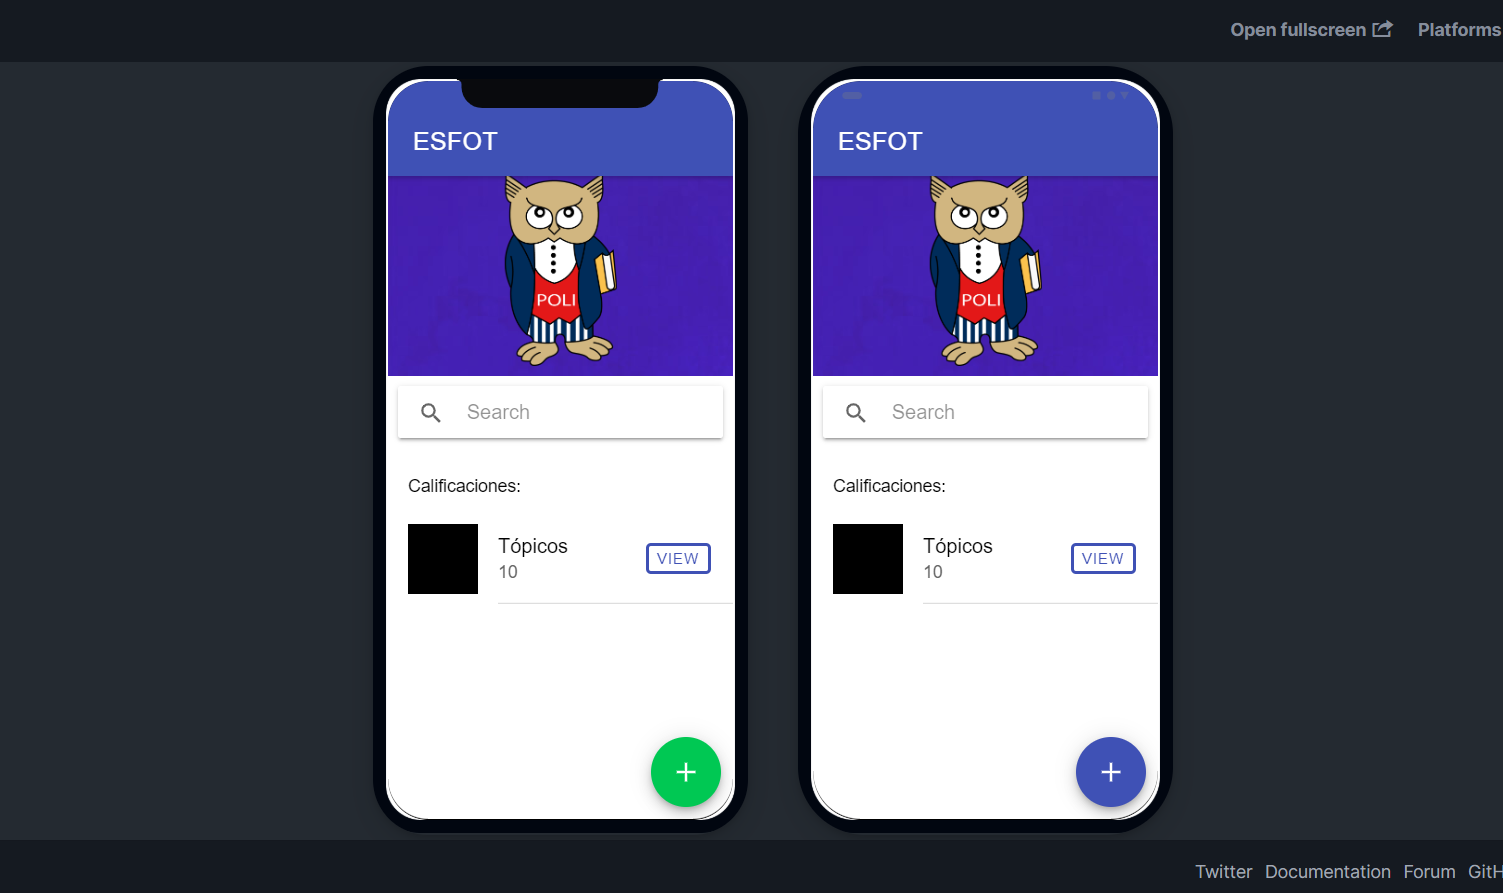 Open fullscreen Platforms
ESFOT
POLI
Search
Calificaciones:
Tópicos
10
VIEW
ESFOT
POLI
Search
Calificaciones:
Tópicos
10
VIEW
Twitter Documentation Forum GitH